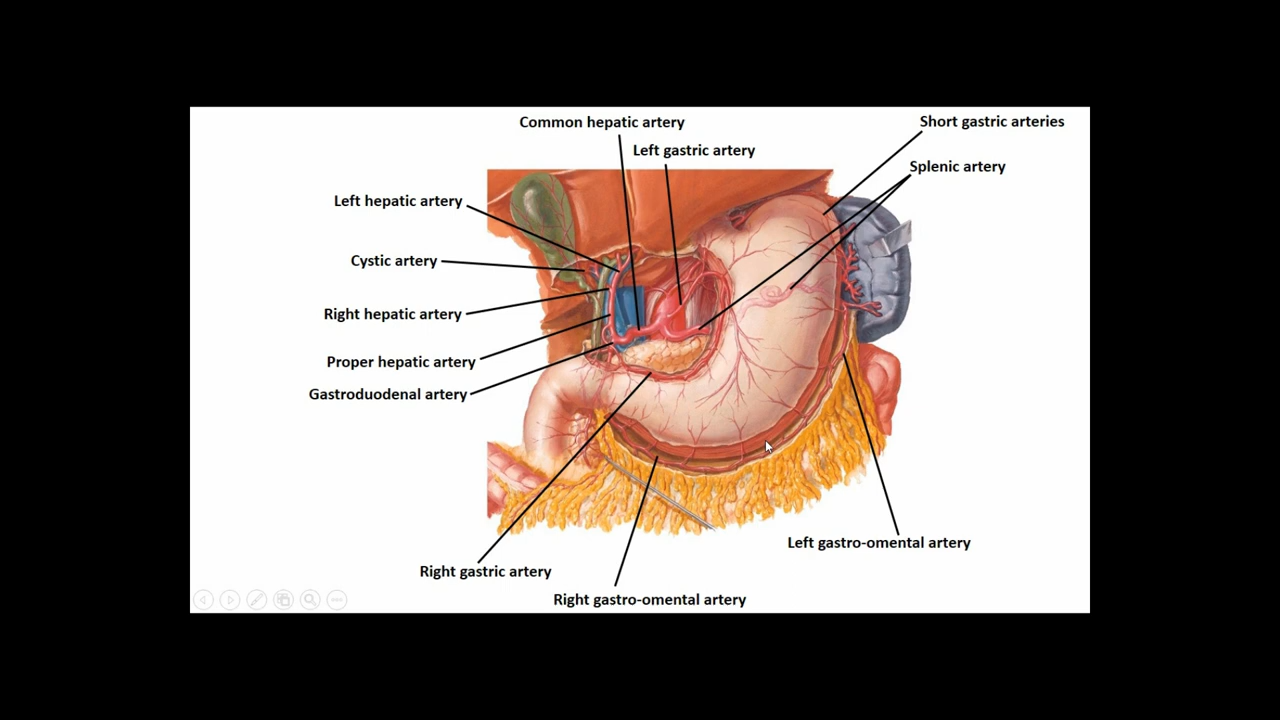 Common hepatic artery
Short gastric arteries
Left gastric artery
Splenic artery
Left hepatic artery
Cystic artery
Right hepatic artery
Proper hepatic artery
Gastroduodenal artery
Left gastro-omental artery
Right gastric artery
Right gastro-omental artery